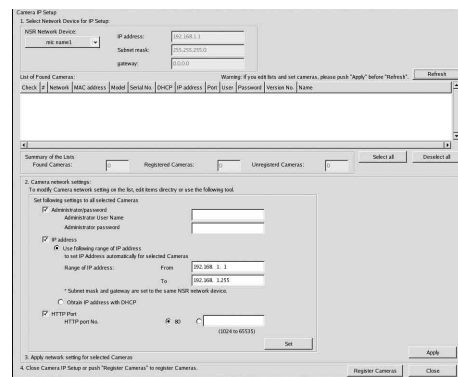 Camera IP Setup
1. Select Network Device for IP Setup:
NSR Network Device:
mic name1
IP address:
192.168.1.1
Subnet mask:
255.255.255.0
gateway:
0.0.0.0
List of Found Cameras:
Warning: If you edit lists and set cameras, please push "Apply" before "Refresh".
Refresh
Check # Network MAC address Model Serial No. DHCP IP address Port User Password Version No. Name
Summary of the Lists
Found Cameras: 0 Registered Cameras: 0 Unregisterd Cameras: 0
Select all
Deselect all
2. Camera network settings:
To modify Camera network setting on the list, edit items directry or use the following tool.
Set following settings to all selected Cameras
Administrator/password
Administrator User Name
Administrator password
IP address
Use following range of IP address
to set IP Address automatically for selected Cameras
Range of IP address: From 192.168. 1. 1
To 192.168. 1.255
* Subnet mask and gateway are set to the same NSR network device.
Obtain IP address with DHCP
HTTP Port
HTTP port No. 80
(1024 to 65535)
Set
3. Apply network setting for selected Cameras
Apply
4. Close Camera IP Setup or push "Register Cameras" to register Cameras.
Register Cameras
Close